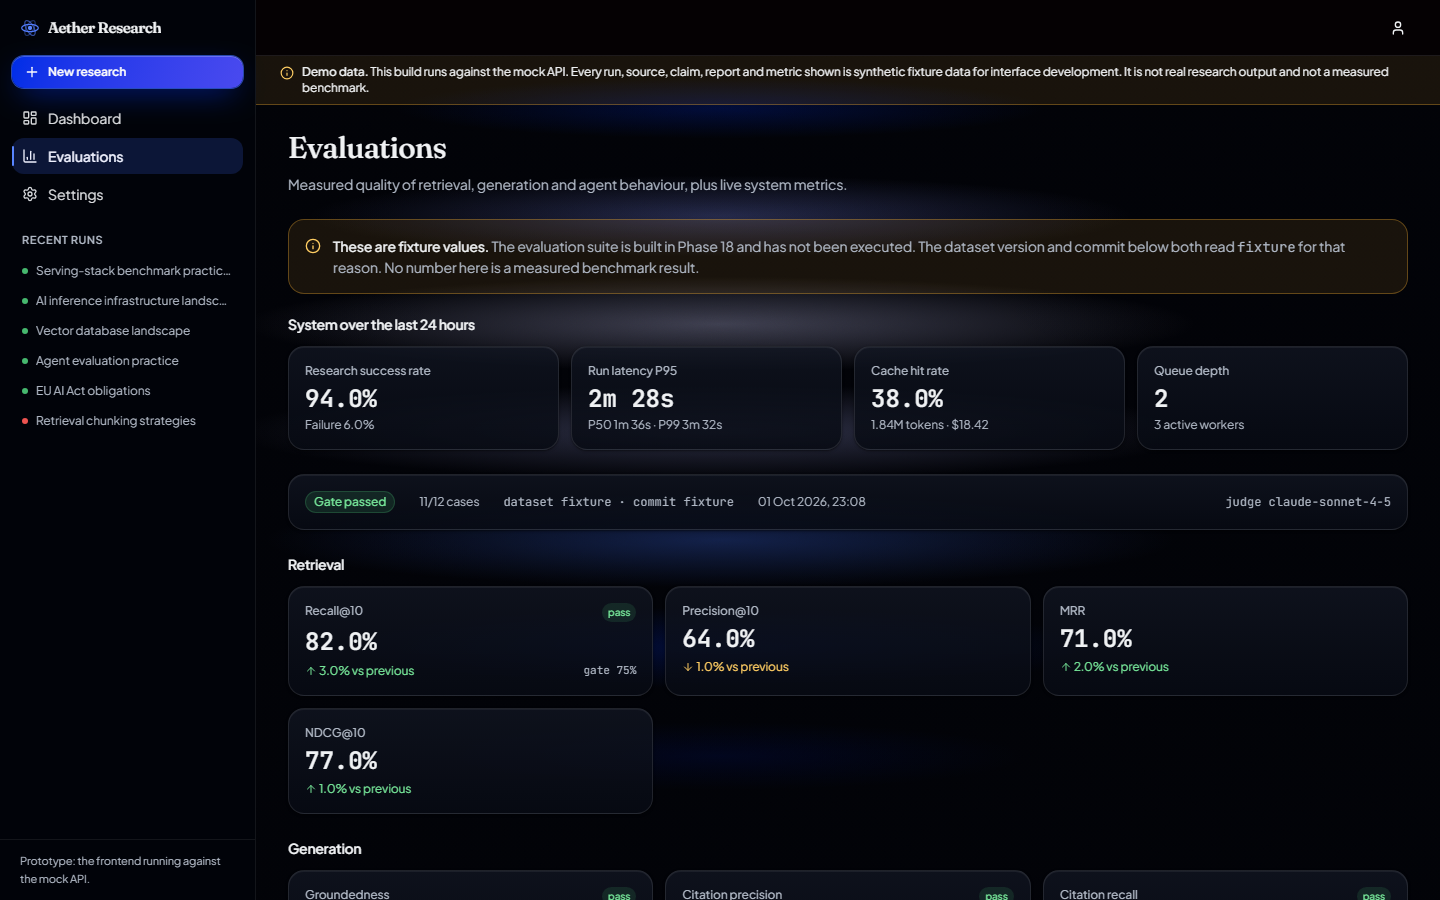 Aether Research
New research
Dashboard
Evaluations
Settings
RECENT RUNS
Serving-stack benchmark practic...
AI inference infrastructure landsc...
Vector database landscape
Agent evaluation practice
EU AI Act obligations
Retrieval chunking strategies
Prototype: the frontend running against
the mock API.
Demo data. This build runs against the mock API. Every run, source, claim, report and metric shown is synthetic fixture data for interface development. It is not real research output and not a measured
benchmark.
Evaluations
Measured quality of retrieval, generation and agent behaviour, plus live system metrics.
These are fixture values. The evaluation suite is built in Phase 18 and has not been executed. The dataset version and commit below both read fixture for that
reason. No number here is a measured benchmark result.
System over the last 24 hours
Research success rate
94.0%
Failure 6.0%
Run latency P95
2m 28s
P50 1m 36s · P99 3m 32s
Cache hit rate
38.0%
1.84M tokens · $18.42
Queue depth
2
3 active workers
Gate passed 11/12 cases dataset fixture · commit fixture 01 Oct 2026, 23:08 judge claude-sonnet-4-5
Retrieval
Recall@10 pass
82.0%
↑ 3.0% vs previous gate 75%
Precision@10
64.0%
↓ 1.0% vs previous
MRR
71.0%
↑ 2.0% vs previous
NDCG@10
77.0%
↑ 1.0% vs previous
Generation
Groundedness pass
Citation precision pass
Citation recall pass